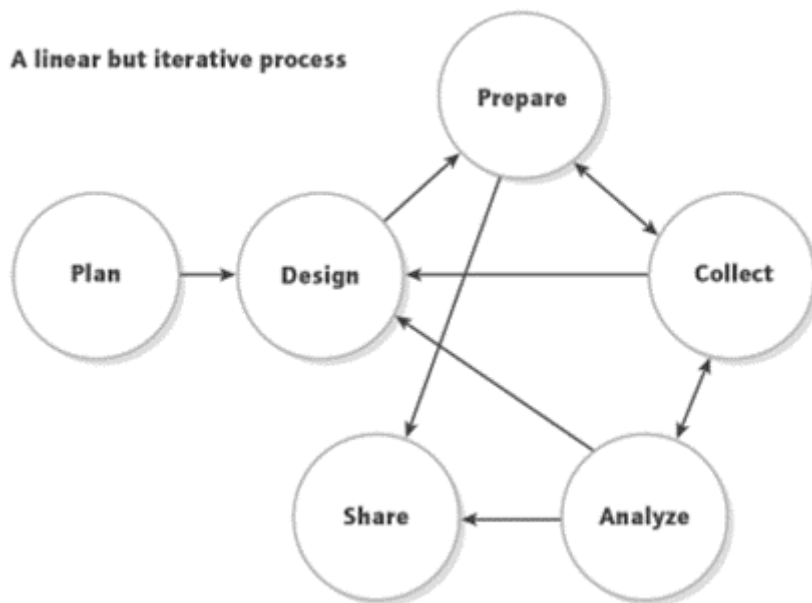 A linear but iterative process
Prepare
Plan
Design
Collect
Share
Analyze